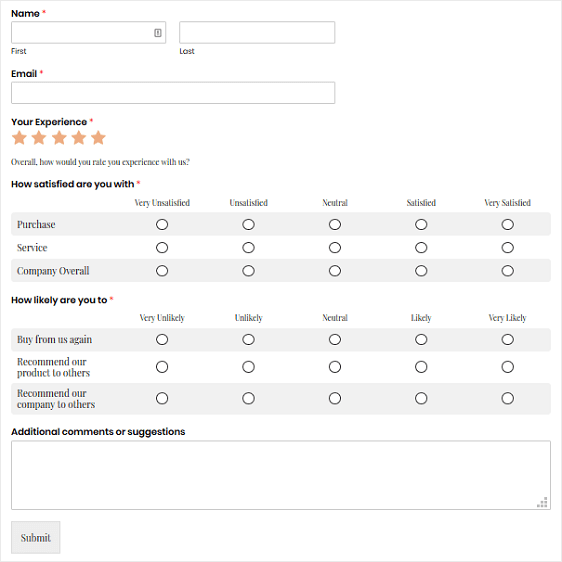 Name *
First Last
Email *
Your Experience *
Overall, how would you rate you experience with us?
How satisfied are you with *
Very Unsatisfied Unsatisfied Neutral Satisfied Very Satisfied
Purchase
Service
Company Overall
How likely are you to *
Very Unlikely Unlikely Neutral Likely Very Likely
Buy from us again
Recommend our
product to others
Recommend our
company to others
Additional comments or suggestions
Submit